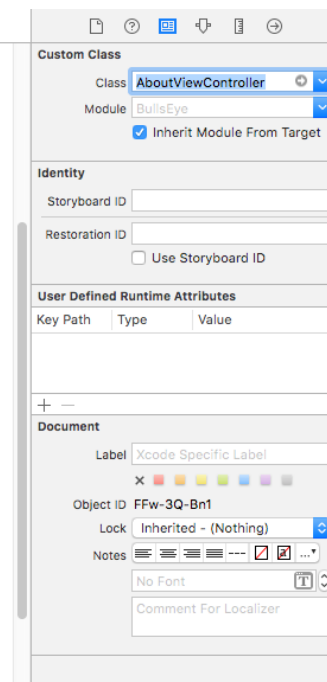 Custom Class
Class AboutViewController
Module BullsEye
Inherit Module From Target
Identity
Storyboard ID
Restoration ID
Use Storyboard ID
User Defined Runtime Attributes
Key Path Type Value
Document
Label Xcode Specific Label
Object ID FFw-3Q-Bn1
Lock Inherited - (Nothing)
Notes
No Font
Comment For Localizer